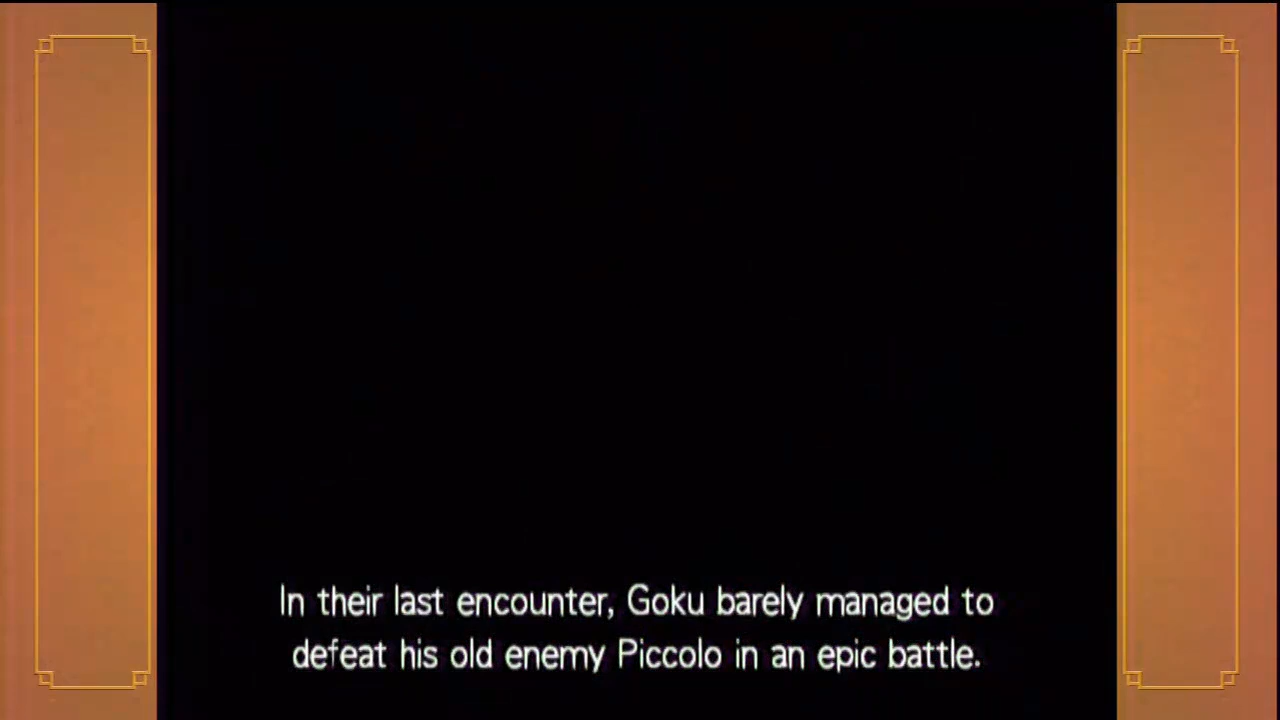 In their last encounter, Goku barely managed to
defeat his old enemy Piccolo in an epic battle.